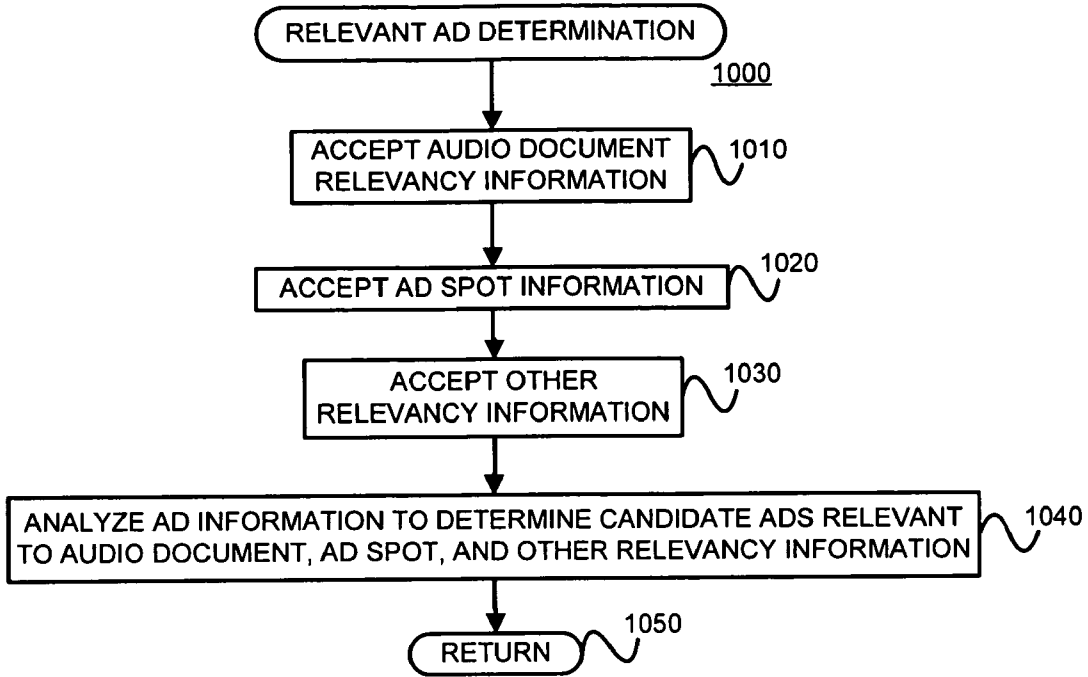 RELEVANT AD DETERMINATION
1000
ACCEPT AUDIO DOCUMENT
RELEVANCY INFORMATION
1010
ACCEPT AD SPOT INFORMATION
1020
ACCEPT OTHER
RELEVANCY INFORMATION
1030
ANALYZE AD INFORMATION TO DETERMINE CANDIDATE ADS RELEVANT
TO AUDIO DOCUMENT, AD SPOT, AND OTHER RELEVANCY INFORMATION
1040
RETURN
1050